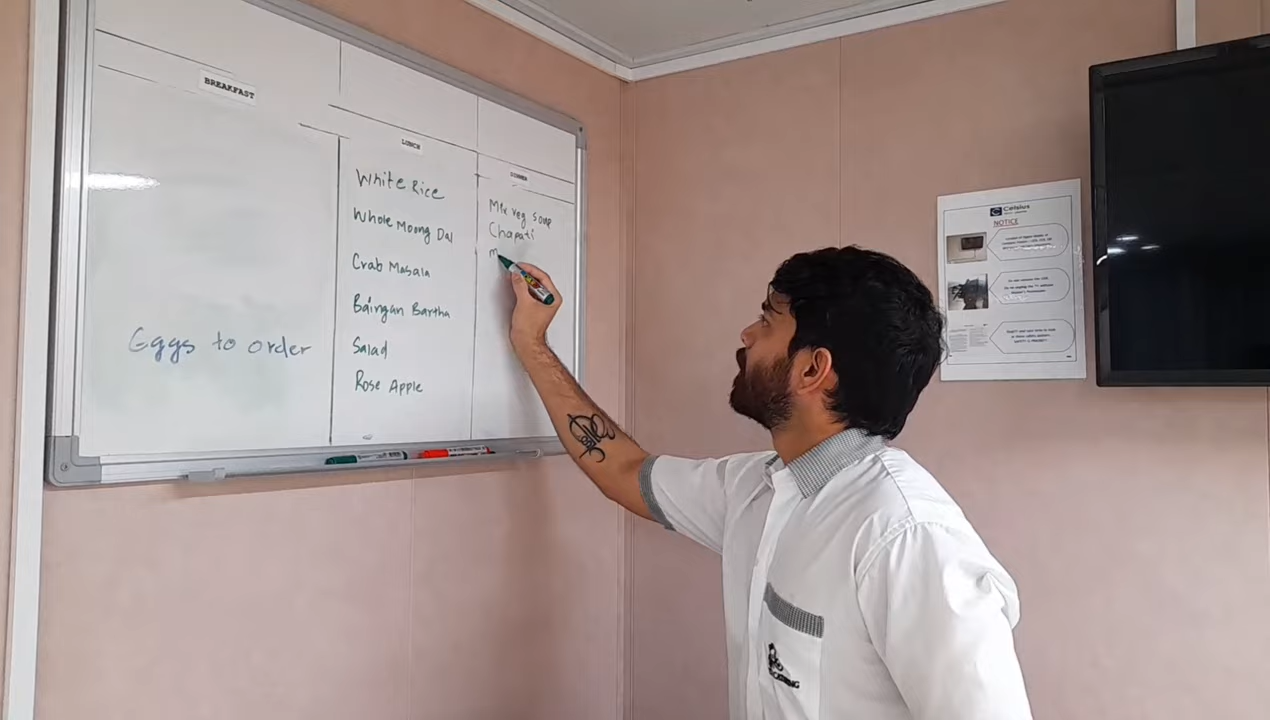 BREAKFAST
Eggs to order
LUNCH
White Rice
Whole Moong Dal
Crab Masala
Baingan Bartha
Salad
Rose Apple
DINNER
Mix veg soup
Chapati
m
Celsius
NOTICE